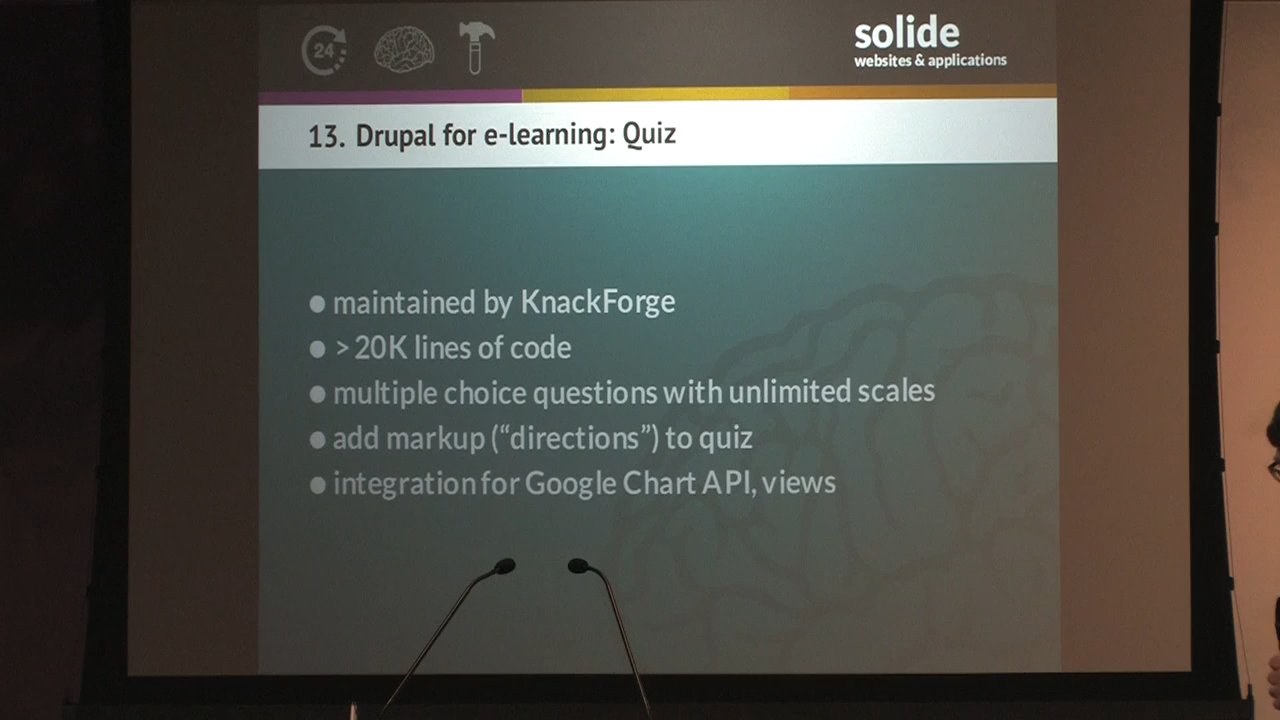 24
solide
websites & applications
13. Drupal for e-learning: Quiz
● maintained by KnackForge
● > 20K lines of code
● multiple choice questions with unlimited scales
● add markup (“directions”) to quiz
● integration for Google Chart API, views